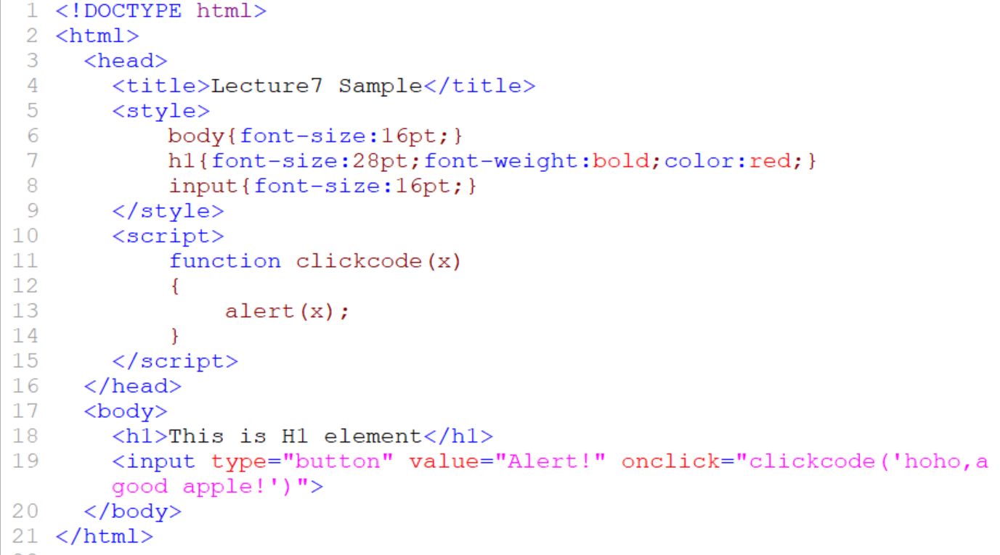 1 <!DOCTYPE html>
2 <html>
3   <head>
4     <title>Lecture7 Sample</title>
5     <style>
6         body{font-size:16pt;}
7         h1{font-size:28pt;font-weight:bold;color:red;}
8         input{font-size:16pt;}
9     </style>
10     <script>
11         function clickcode(x)
12         {
13             alert(x);
14         }
15     </script>
16   </head>
17   <body>
18     <h1>This is H1 element</h1>
19     <input type="button" value="Alert!" onclick="clickcode('hoho,a
good apple!')">
20   </body>
21 </html>